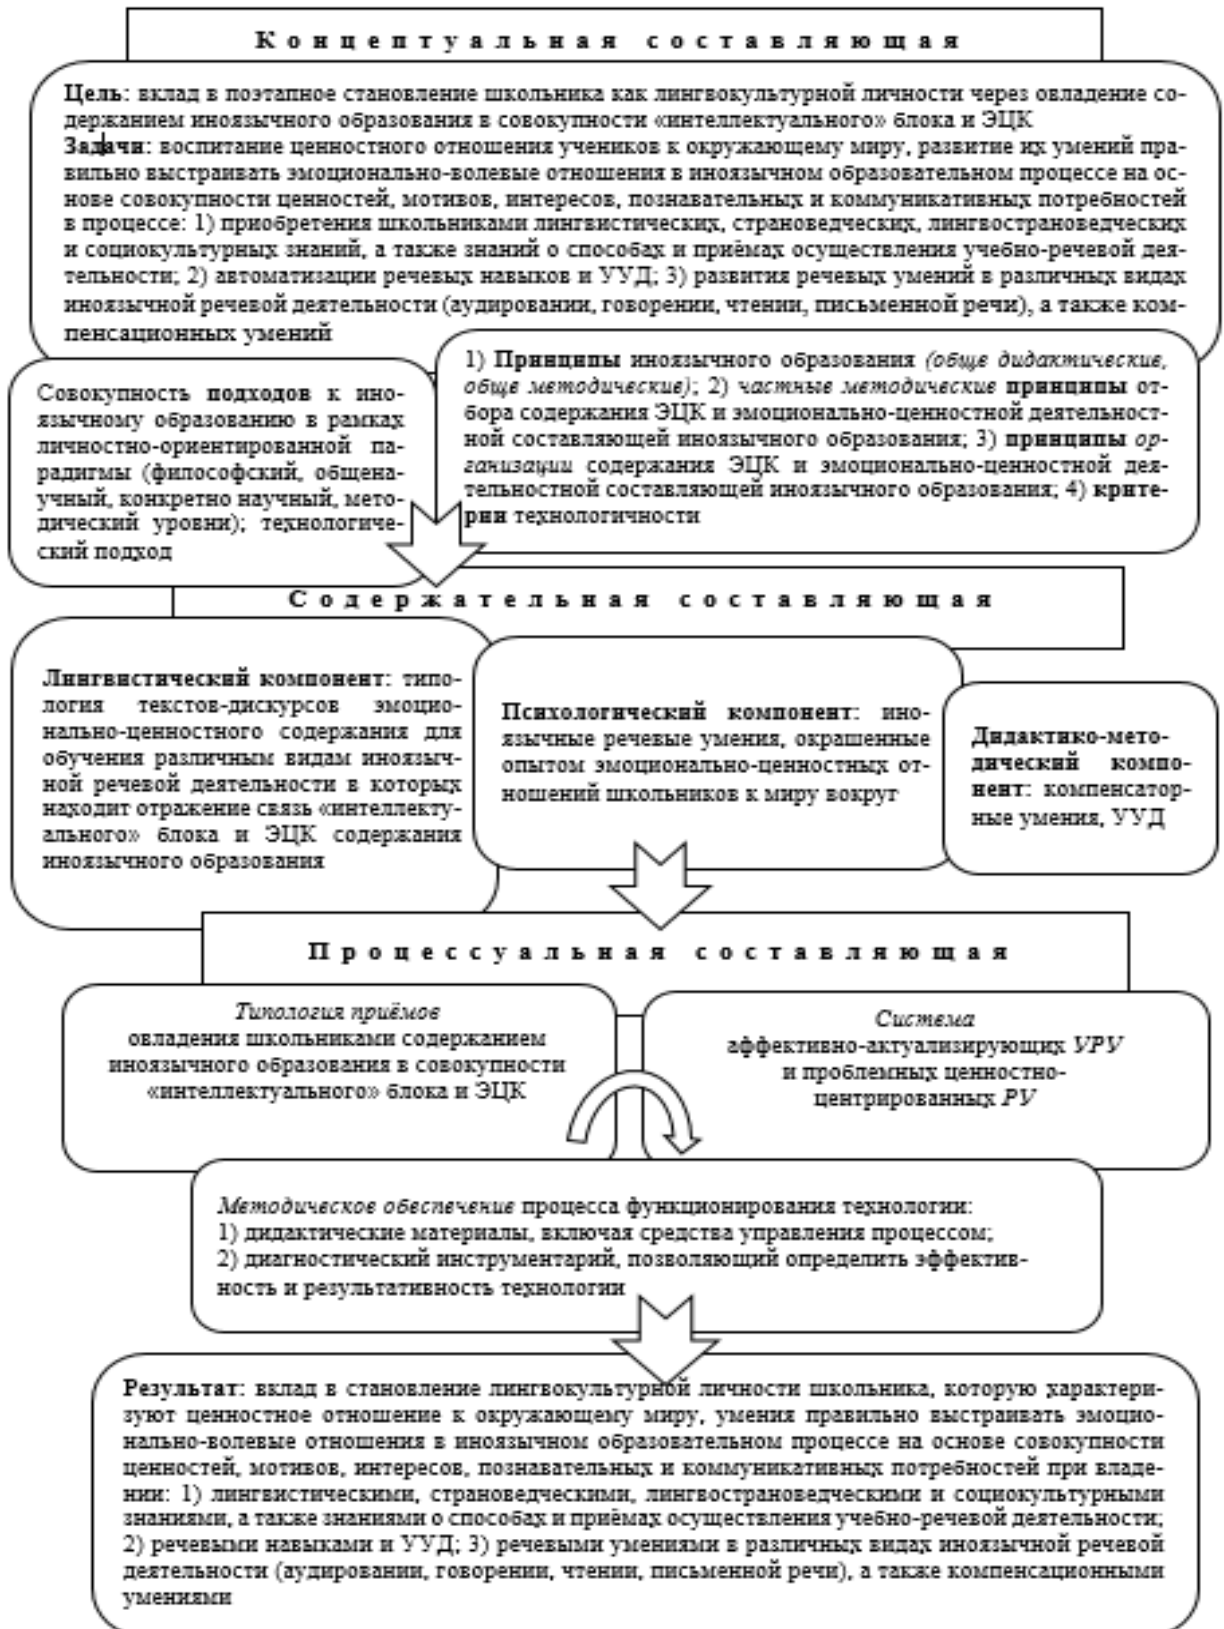 Концептуальная составляющая
Цель: вклад в поэтапное становление школьника как лингвокультурной личности через овладение со-
держанием иноязычного образования в совокупности «интеллектуального» блока и ЭЦК
Задачи: воспитание ценностного отношения учеников к окружающему миру, развитие их умений пра-
вильно выстраивать эмоционально-волевые отношения в иноязычном образовательном процессе на ос-
нове совокупности ценностей, мотивов, интересов, познавательных и коммуникативных потребностей
в процессе: 1) приобретения школьниками лингвистических, страноведческих, лингвострановедческих
и социокультурных знаний, а также знаний о способах и приёмах осуществления учебно-речевой дея-
тельности; 2) автоматизации речевых навыков и УУД; 3) развития речевых умений в различных видах
иноязычной речевой деятельности (аудировании, говорении, чтении, письменной речи), а также ком-
пенсационных умений
Совокупность подходов к ино-
язычному образованию в рамках
личностно-ориентированной па-
радигмы (философский, общена-
учный, конкретно научный, мето-
дический уровни); технологиче-
ский подход
1) Принципы иноязычного образования (обще дидактические,
обще методические); 2) частные методические принципы от-
бора содержания ЭЦК и эмоционально-ценностной деятельност-
ной составляющей иноязычного образования; 3) принципы ор-
ганизации содержания ЭЦК и эмоционально-ценностной дея-
тельностной составляющей иноязычного образования; 4) крите-
рии технологичности
Содержательная составляющая
Лингвистический компонент: типо-
логия текстов-дискурсов эмоцио-
нально-ценностного содержания для
обучения различным видам иноязыч-
ной речевой деятельности в которых
находит отражение связь «интеллекту-
ального» блока и ЭЦК содержания
иноязычного образования
Психологический компонент: ино-
язычные речевые умения, окрашенные
опытом эмоционально-ценностных от-
ношений школьников к миру вокруг
Дидактико-мето-
дический компо-
нент: компенсатор-
ные умения, УУД
Процессуальная составляющая
Типология приёмов
овладения школьниками содержанием
иноязычного образования в совокупности
«интеллектуального» блока и ЭЦК
Система
аффективно-актуализирующих УРУ
и проблемных ценностно-
центрированных РУ
Методическое обеспечение процесса функционирования технологии:
1) дидактические материалы, включая средства управления процессом;
2) диагностический инструментарий, позволяющий определить эффектив-
ность и результативность технологии
Результат: вклад в становление лингвокультурной личности школьника, которую характери-
зуют ценностное отношение к окружающему миру, умения правильно выстраивать эмоцио-
нально-волевые отношения в иноязычном образовательном процессе на основе совокупности
ценностей, мотивов, интересов, познавательных и коммуникативных потребностей при владе-
нии: 1) лингвистическими, страноведческими, лингвострановедческими и социокультурными
знаниями, а также знаниями о способах и приёмах осуществления учебно-речевой деятельности;
2) речевыми навыками и УУД; 3) речевыми умениями в различных видах иноязычной речевой
деятельности (аудировании, говорении, чтении, письменной речи), а также компенсационными
умениями